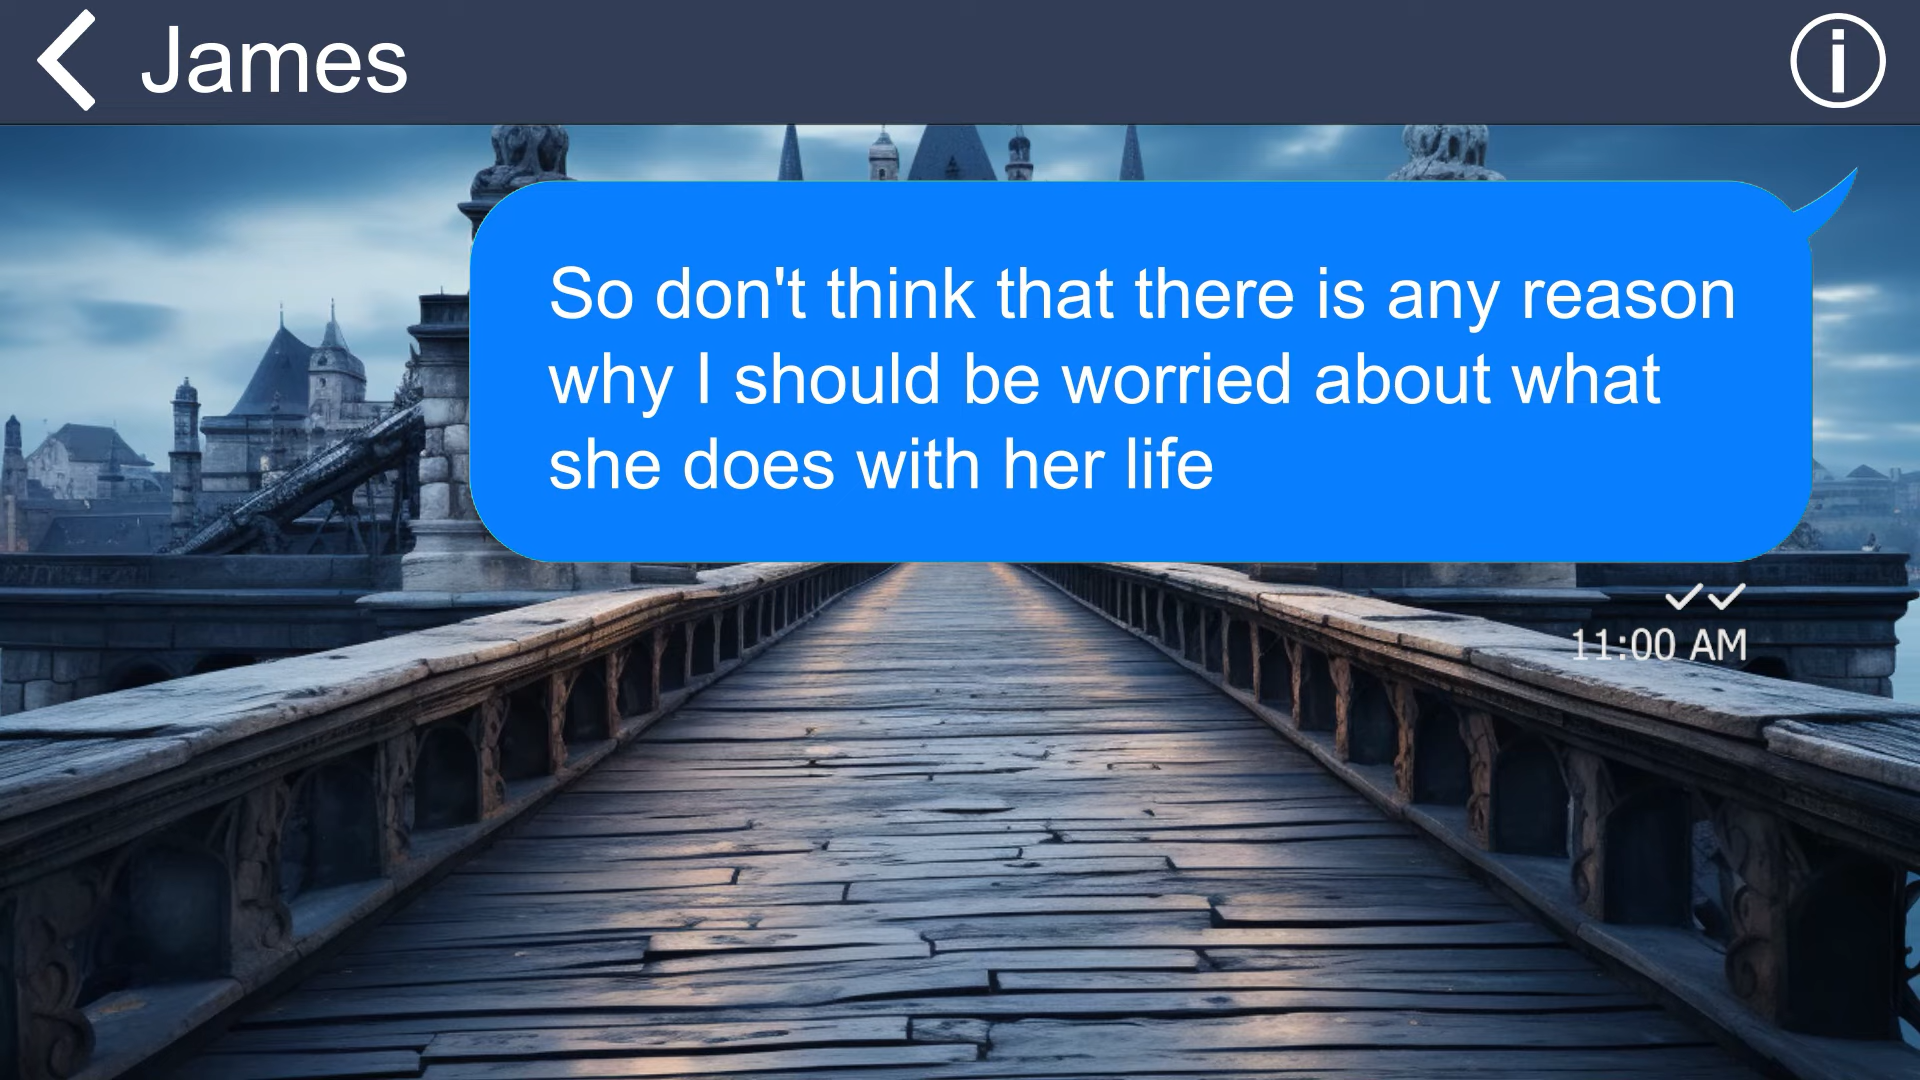 James
So don't think that there is any reason
why I should be worried about what
she does with her life
11:00 AM